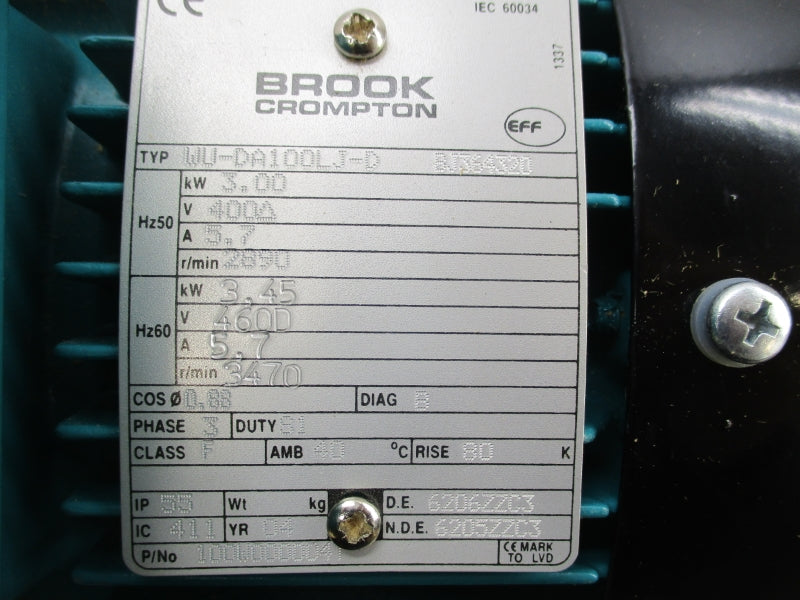 CE
IEC 60034
1337
BROOK
CROMPTON
EFF
TYP WU-DA100LJ-D BJ364320
Hz50
kW 3.00
V 400Δ
A 5.7
r/min 2890
Hz60
kW 3,45
V 460D
A 5,7
r/min 3470
COS Ø 0.88 DIAG B
PHASE 3 DUTY S1
CLASS F AMB 40 °C RISE 80 K
IP 55 Wt kg D.E. 6206ZZC3
IC 411 YR 04 N.D.E. 6205ZZC3
P/No
CE MARK
TO LVD